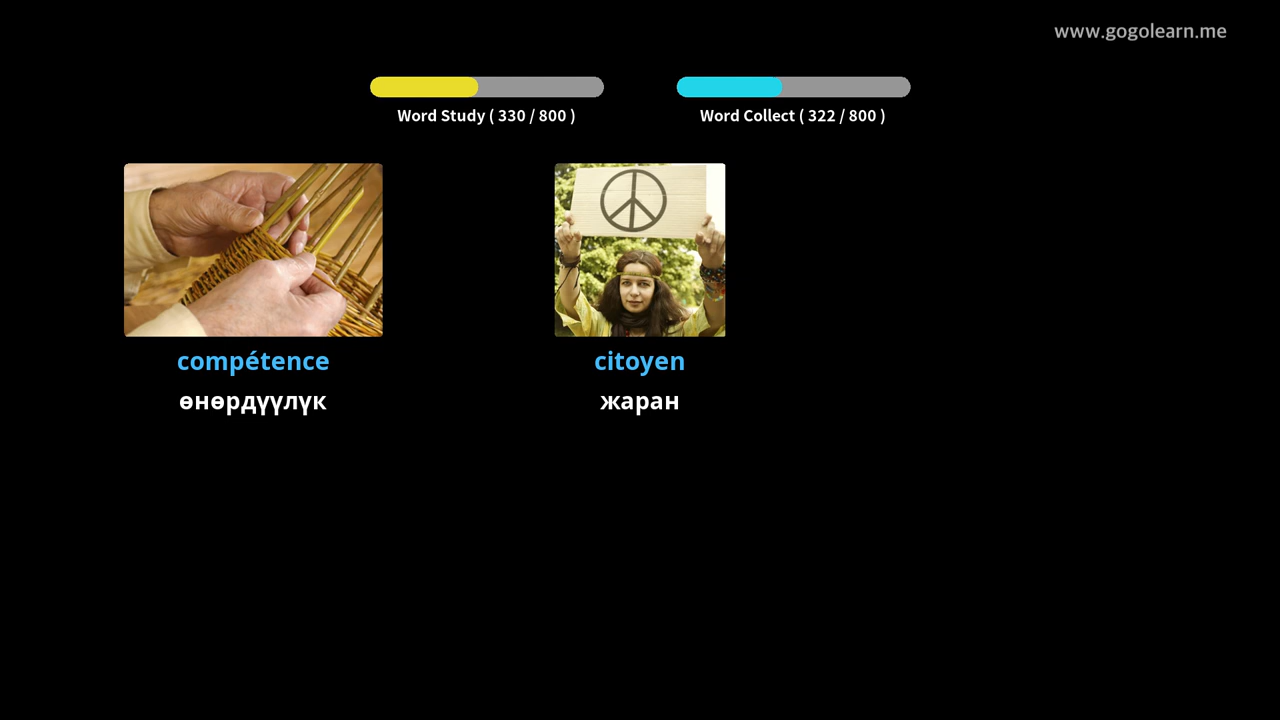 www.gogolearn.me
Word Study ( 330 / 800 )
Word Collect ( 322 / 800 )
compétence
citoyen
өнөрдүүлүк
жаран